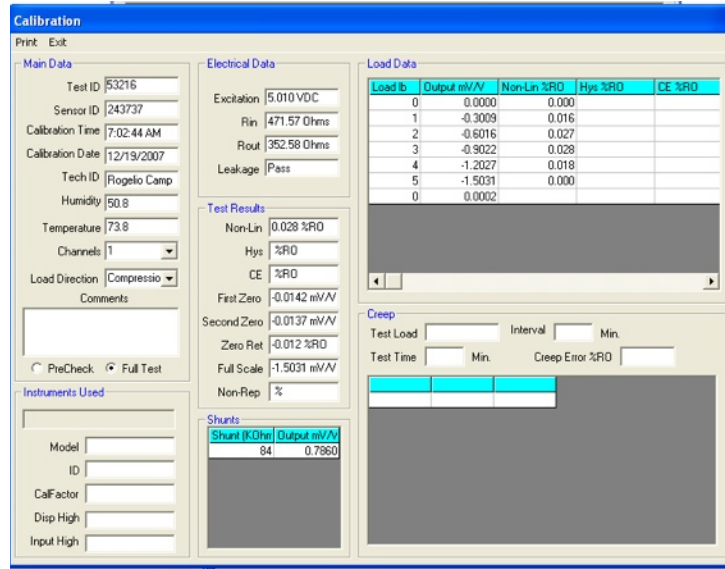 Calibration
Print Exit
Main Data
Test ID 53216
Sensor ID 243737
Calibration Time 7:02:44 AM
Calibration Date 12/19/2007
Tech ID Rogelio Camp
Humidity 50.8
Temperature 73.8
Channels 1
Load Direction Compressio
Comments
PreCheck Full Test
Instruments Used
Model
ID
CalFactor
Disp High
Input High
Electrical Data
Excitation 5.010 VDC
Rin 471.57 Ohms
Rout 352.58 Ohms
Leakage Pass
Test Results
Non-Lin 0.028 %RO
Hys %RO
CE %RO
First Zero -0.0142 mV/V
Second Zero -0.0137 mV/V
Zero Ret -0.012 %RO
Full Scale -1.5031 mV/V
Non-Rep %
Shunts
Shunt (KOhm Output mV/V
84 0.7860
Load Data
Load lb Output mV/V Non-Lin %RO Hys %RO CE %RO
0 0.0000 0.000
1 -0.3009 0.016
2 -0.6016 0.027
3 -0.9022 0.028
4 -1.2027 0.018
5 -1.5031 0.000
0 0.0002
Creep
Test Load Interval Min.
Test Time Min. Creep Error %RO